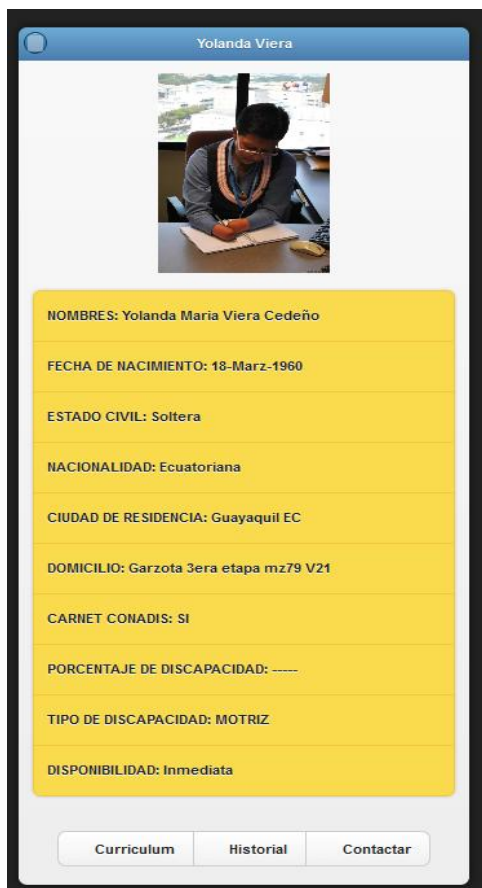 Yolanda Viera
NOMBRES: Yolanda Maria Viera Cedeño
FECHA DE NACIMIENTO: 18-Marz-1960
ESTADO CIVIL: Soltera
NACIONALIDAD: Ecuatoriana
CIUDAD DE RESIDENCIA: Guayaquil EC
DOMICILIO: Garzota 3era etapa mz79 V21
CARNET CONADIS: SI
PORCENTAJE DE DISCAPACIDAD: -----
TIPO DE DISCAPACIDAD: MOTRIZ
DISPONIBILIDAD: Inmediata
Curriculum Historial Contactar